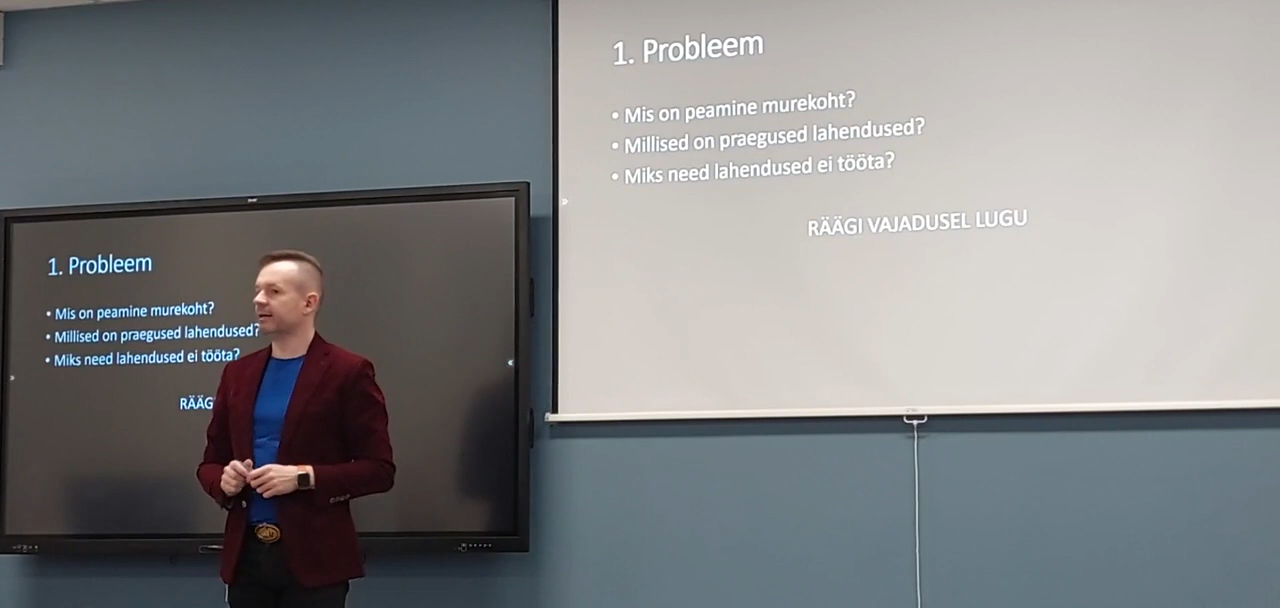 1. Probleem
• Mis on peamine murekoht?
• Millised on praegused lahendused?
• Miks need lahendused ei tööta?
RÄÄGI VAJADUSEL LUGU
1. Probleem
• Mis on peamine murekoht?
• Millised on praegused lahendused?
• Miks need lahendused ei tööta?
RÄÄG